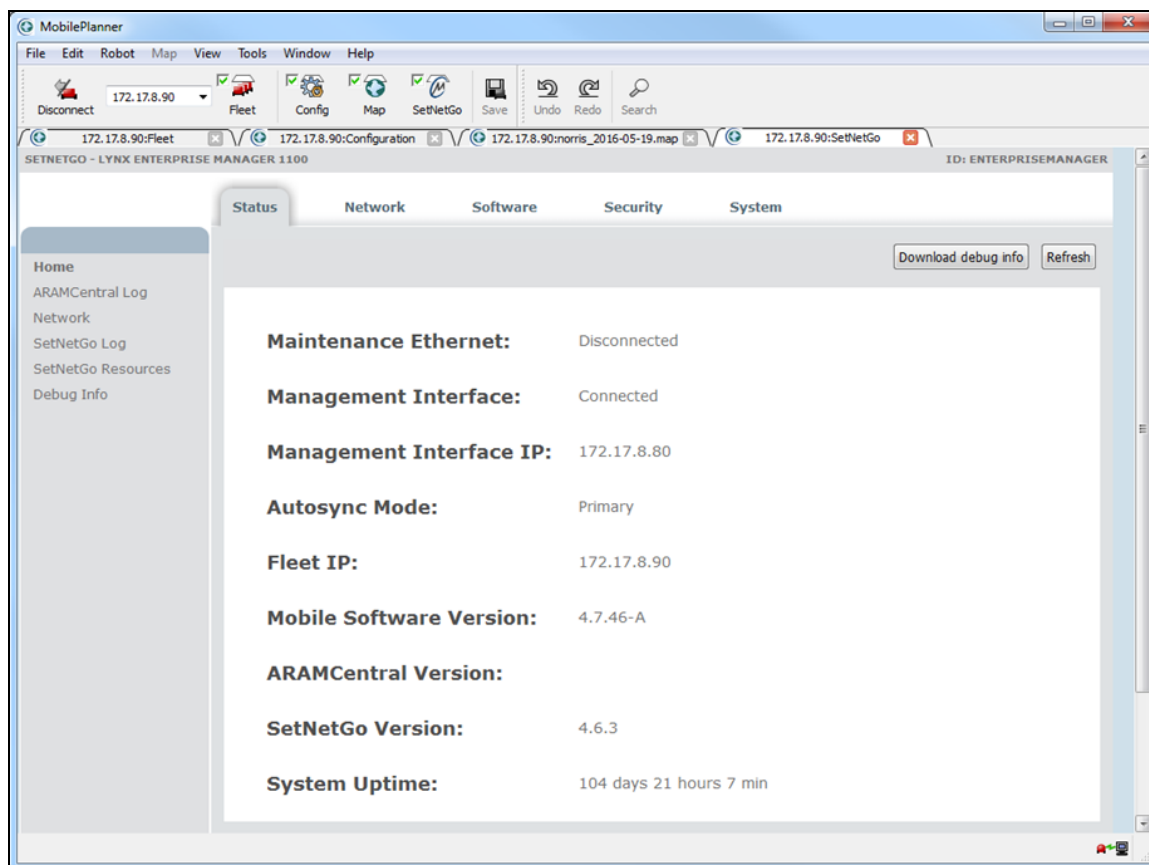 MobilePlanner
File Edit Robot Map View Tools Window Help
Disconnect 172.17.8.90 Fleet Config Map SetNetGo Save Undo Redo Search
172.17.8.90:Fleet 172.17.8.90:Configuration 172.17.8.90:norris_2016-05-19.map 172.17.8.90:SetNetGo
SETNETGO - LYNX ENTERPRISE MANAGER 1100 ID: ENTERPRISEMANAGER
Status Network Software Security System
Download debug info Refresh
Home
ARAMCentral Log
Network
SetNetGo Log
SetNetGo Resources
Debug Info
Maintenance Ethernet: Disconnected
Management Interface: Connected
Management Interface IP: 172.17.8.80
Autosync Mode: Primary
Fleet IP: 172.17.8.90
Mobile Software Version: 4.7.46-A
ARAMCentral Version:
SetNetGo Version: 4.6.3
System Uptime: 104 days 21 hours 7 min